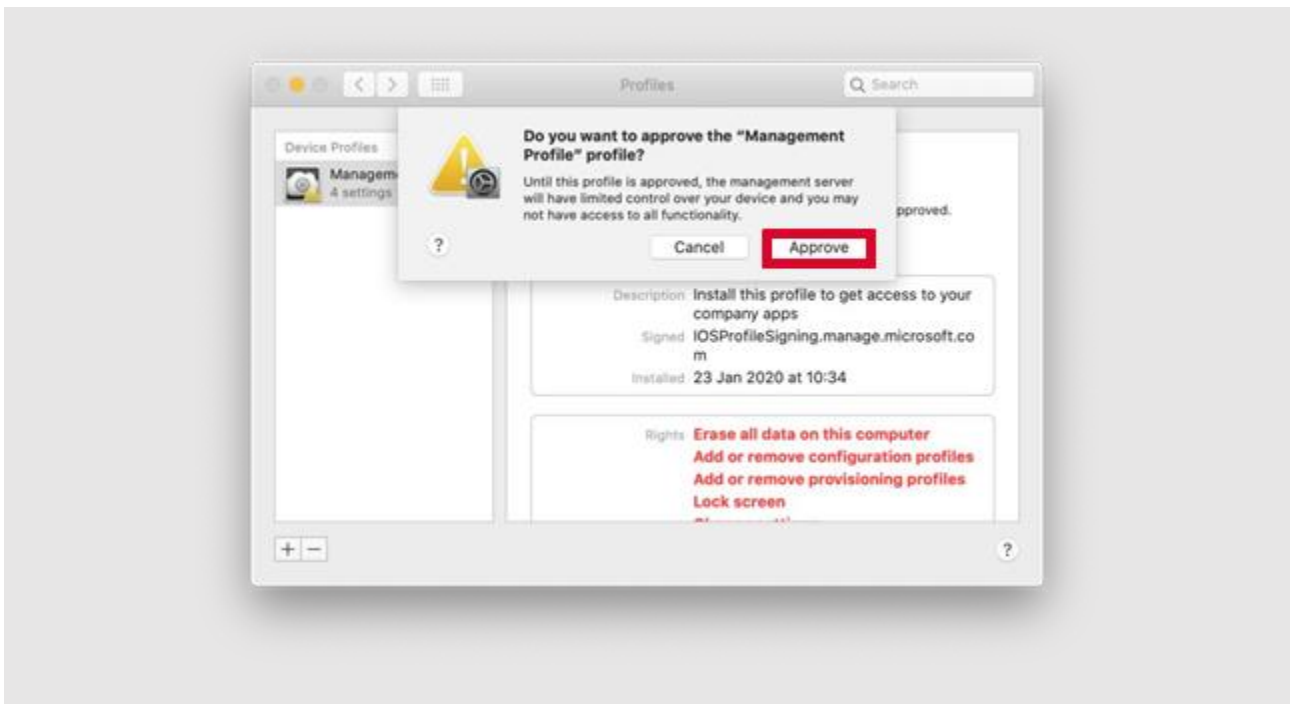 Profiles
Search
Do you want to approve the "Management
Profile" profile?
Until this profile is approved, the management server
will have limited control over your device and you may
not have access to all functionality.
?
Cancel
Approve
Device Profiles
Managem
4 settings
pproved.
Description Install this profile to get access to your
company apps
Signed IOSProfileSigning.manage.microsoft.co
m
Installed 23 Jan 2020 at 10:34
Rights Erase all data on this computer
Add or remove configuration profiles
Add or remove provisioning profiles
Lock screen
+ −
?